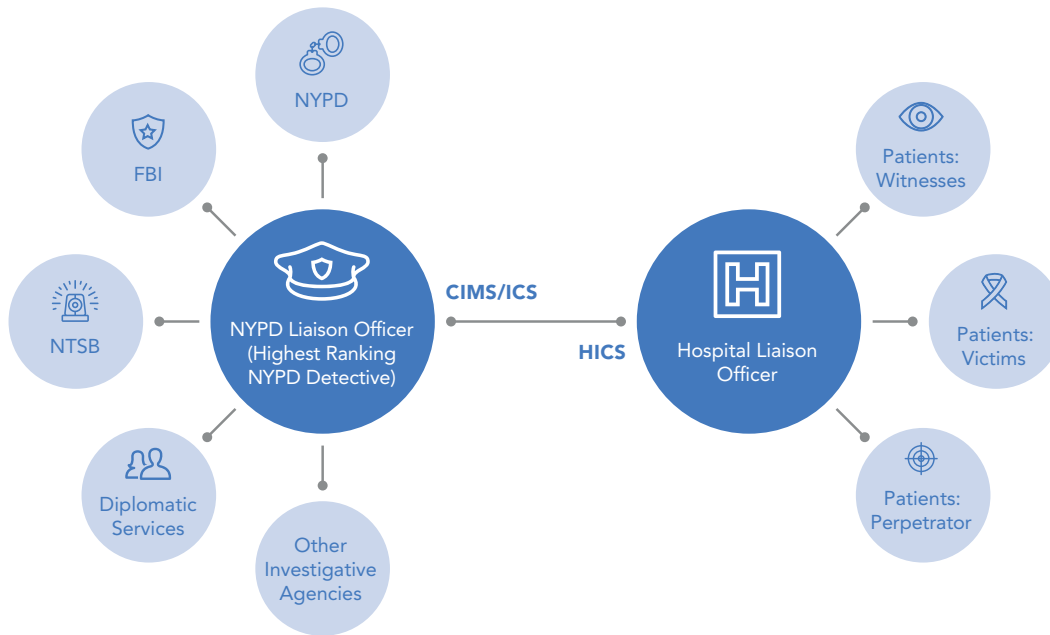 NYPD
FBI
NTSB
Diplomatic
Services
Other
Investigative
Agencies
NYPD Liaison Officer
(Highest Ranking
NYPD Detective)
CIMS/ICS
HICS
H
Hospital Liaison
Officer
Patients:
Witnesses
Patients:
Victims
Patients:
Perpetrator